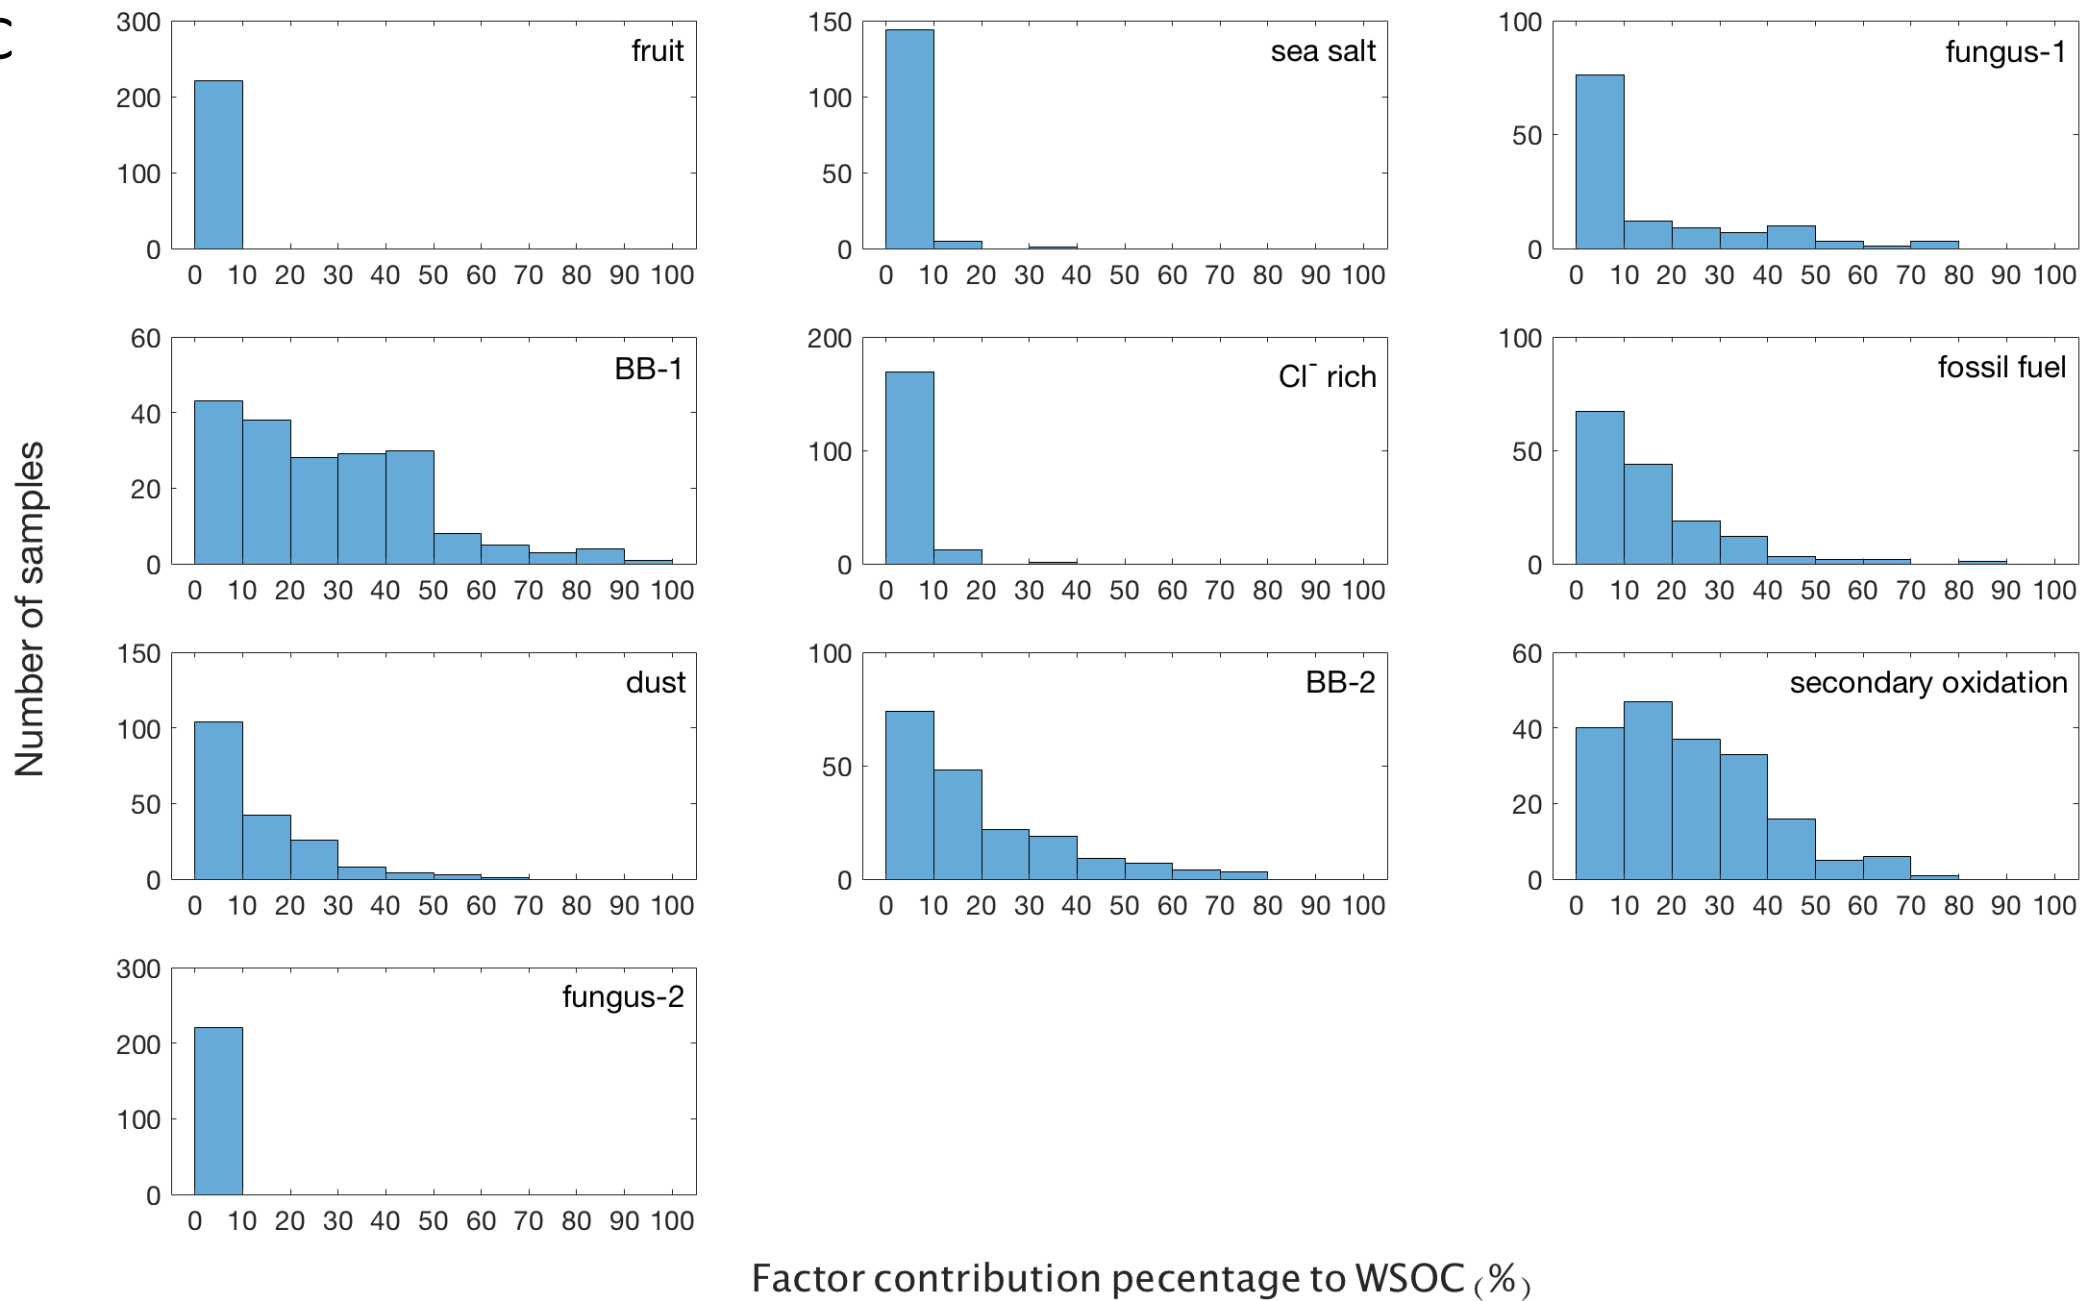 C
300
200
100
0
fruit
0 10 20 30 40 50 60 70 80 90 100
150
100
50
0
sea salt
0 10 20 30 40 50 60 70 80 90 100
100
50
0
fungus-1
0 10 20 30 40 50 60 70 80 90 100
60
40
20
0
BB-1
0 10 20 30 40 50 60 70 80 90 100
200
100
0
Cl⁻ rich
0 10 20 30 40 50 60 70 80 90 100
100
50
0
fossil fuel
0 10 20 30 40 50 60 70 80 90 100
Number of samples
150
100
50
0
dust
0 10 20 30 40 50 60 70 80 90 100
100
50
0
BB-2
0 10 20 30 40 50 60 70 80 90 100
60
40
20
0
secondary oxidation
0 10 20 30 40 50 60 70 80 90 100
300
200
100
0
fungus-2
0 10 20 30 40 50 60 70 80 90 100
Factor contribution pecentage to WSOC (%)